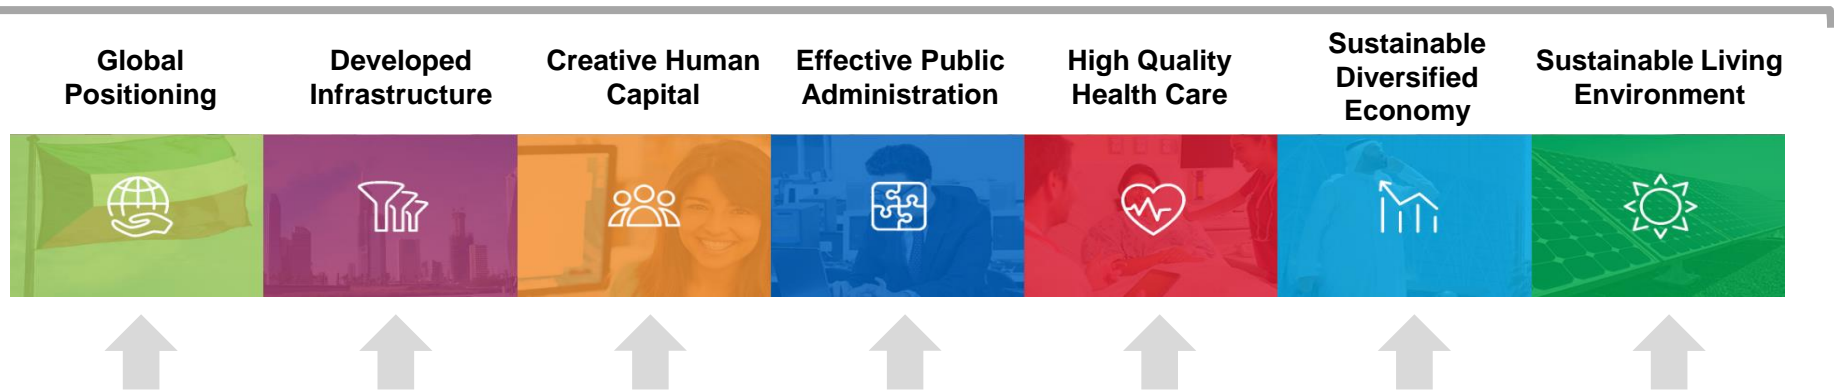 Global
Positioning
Developed
Infrastructure
Creative Human
Capital
Effective Public
Administration
High Quality
Health Care
Sustainable
Diversified
Economy
Sustainable Living
Environment